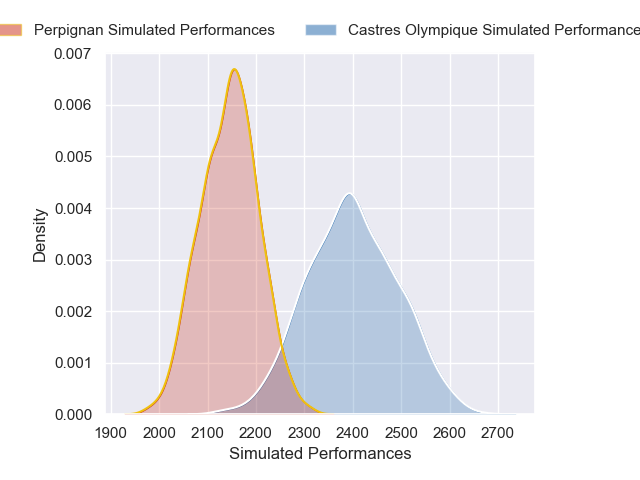 Perpignan Simulated Performances Castres Olympique Simulated Performance
0.007
0.006
0.005
0.004
0.003
0.002
0.001
0.000
Density
1900 2000 2100 2200 2300 2400 2500 2600 2700
Simulated Performances